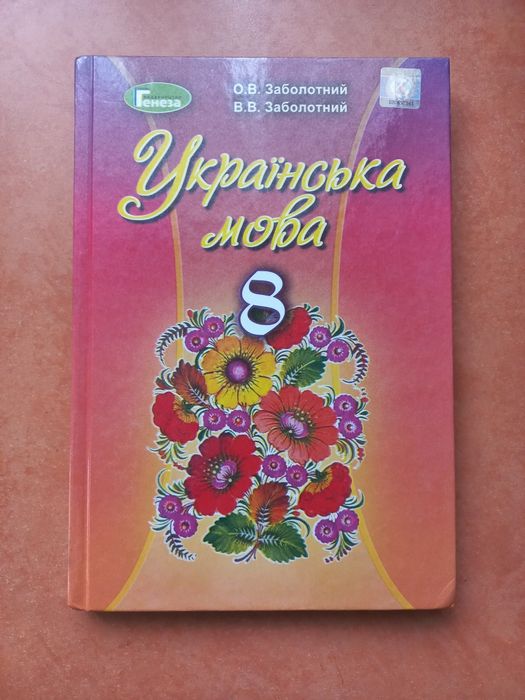 Генеза
О.В. Заболотний
В.В. Заболотний
Українська
мова
8